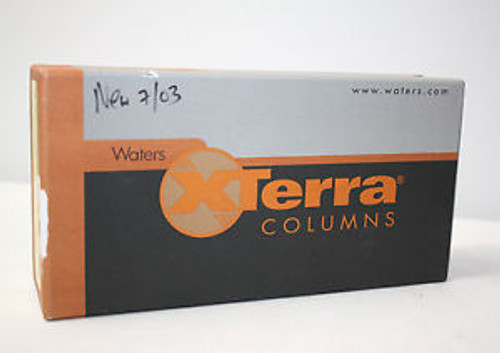 New 7/03
www.waters.com
Waters
XTerra®
COLUMNS